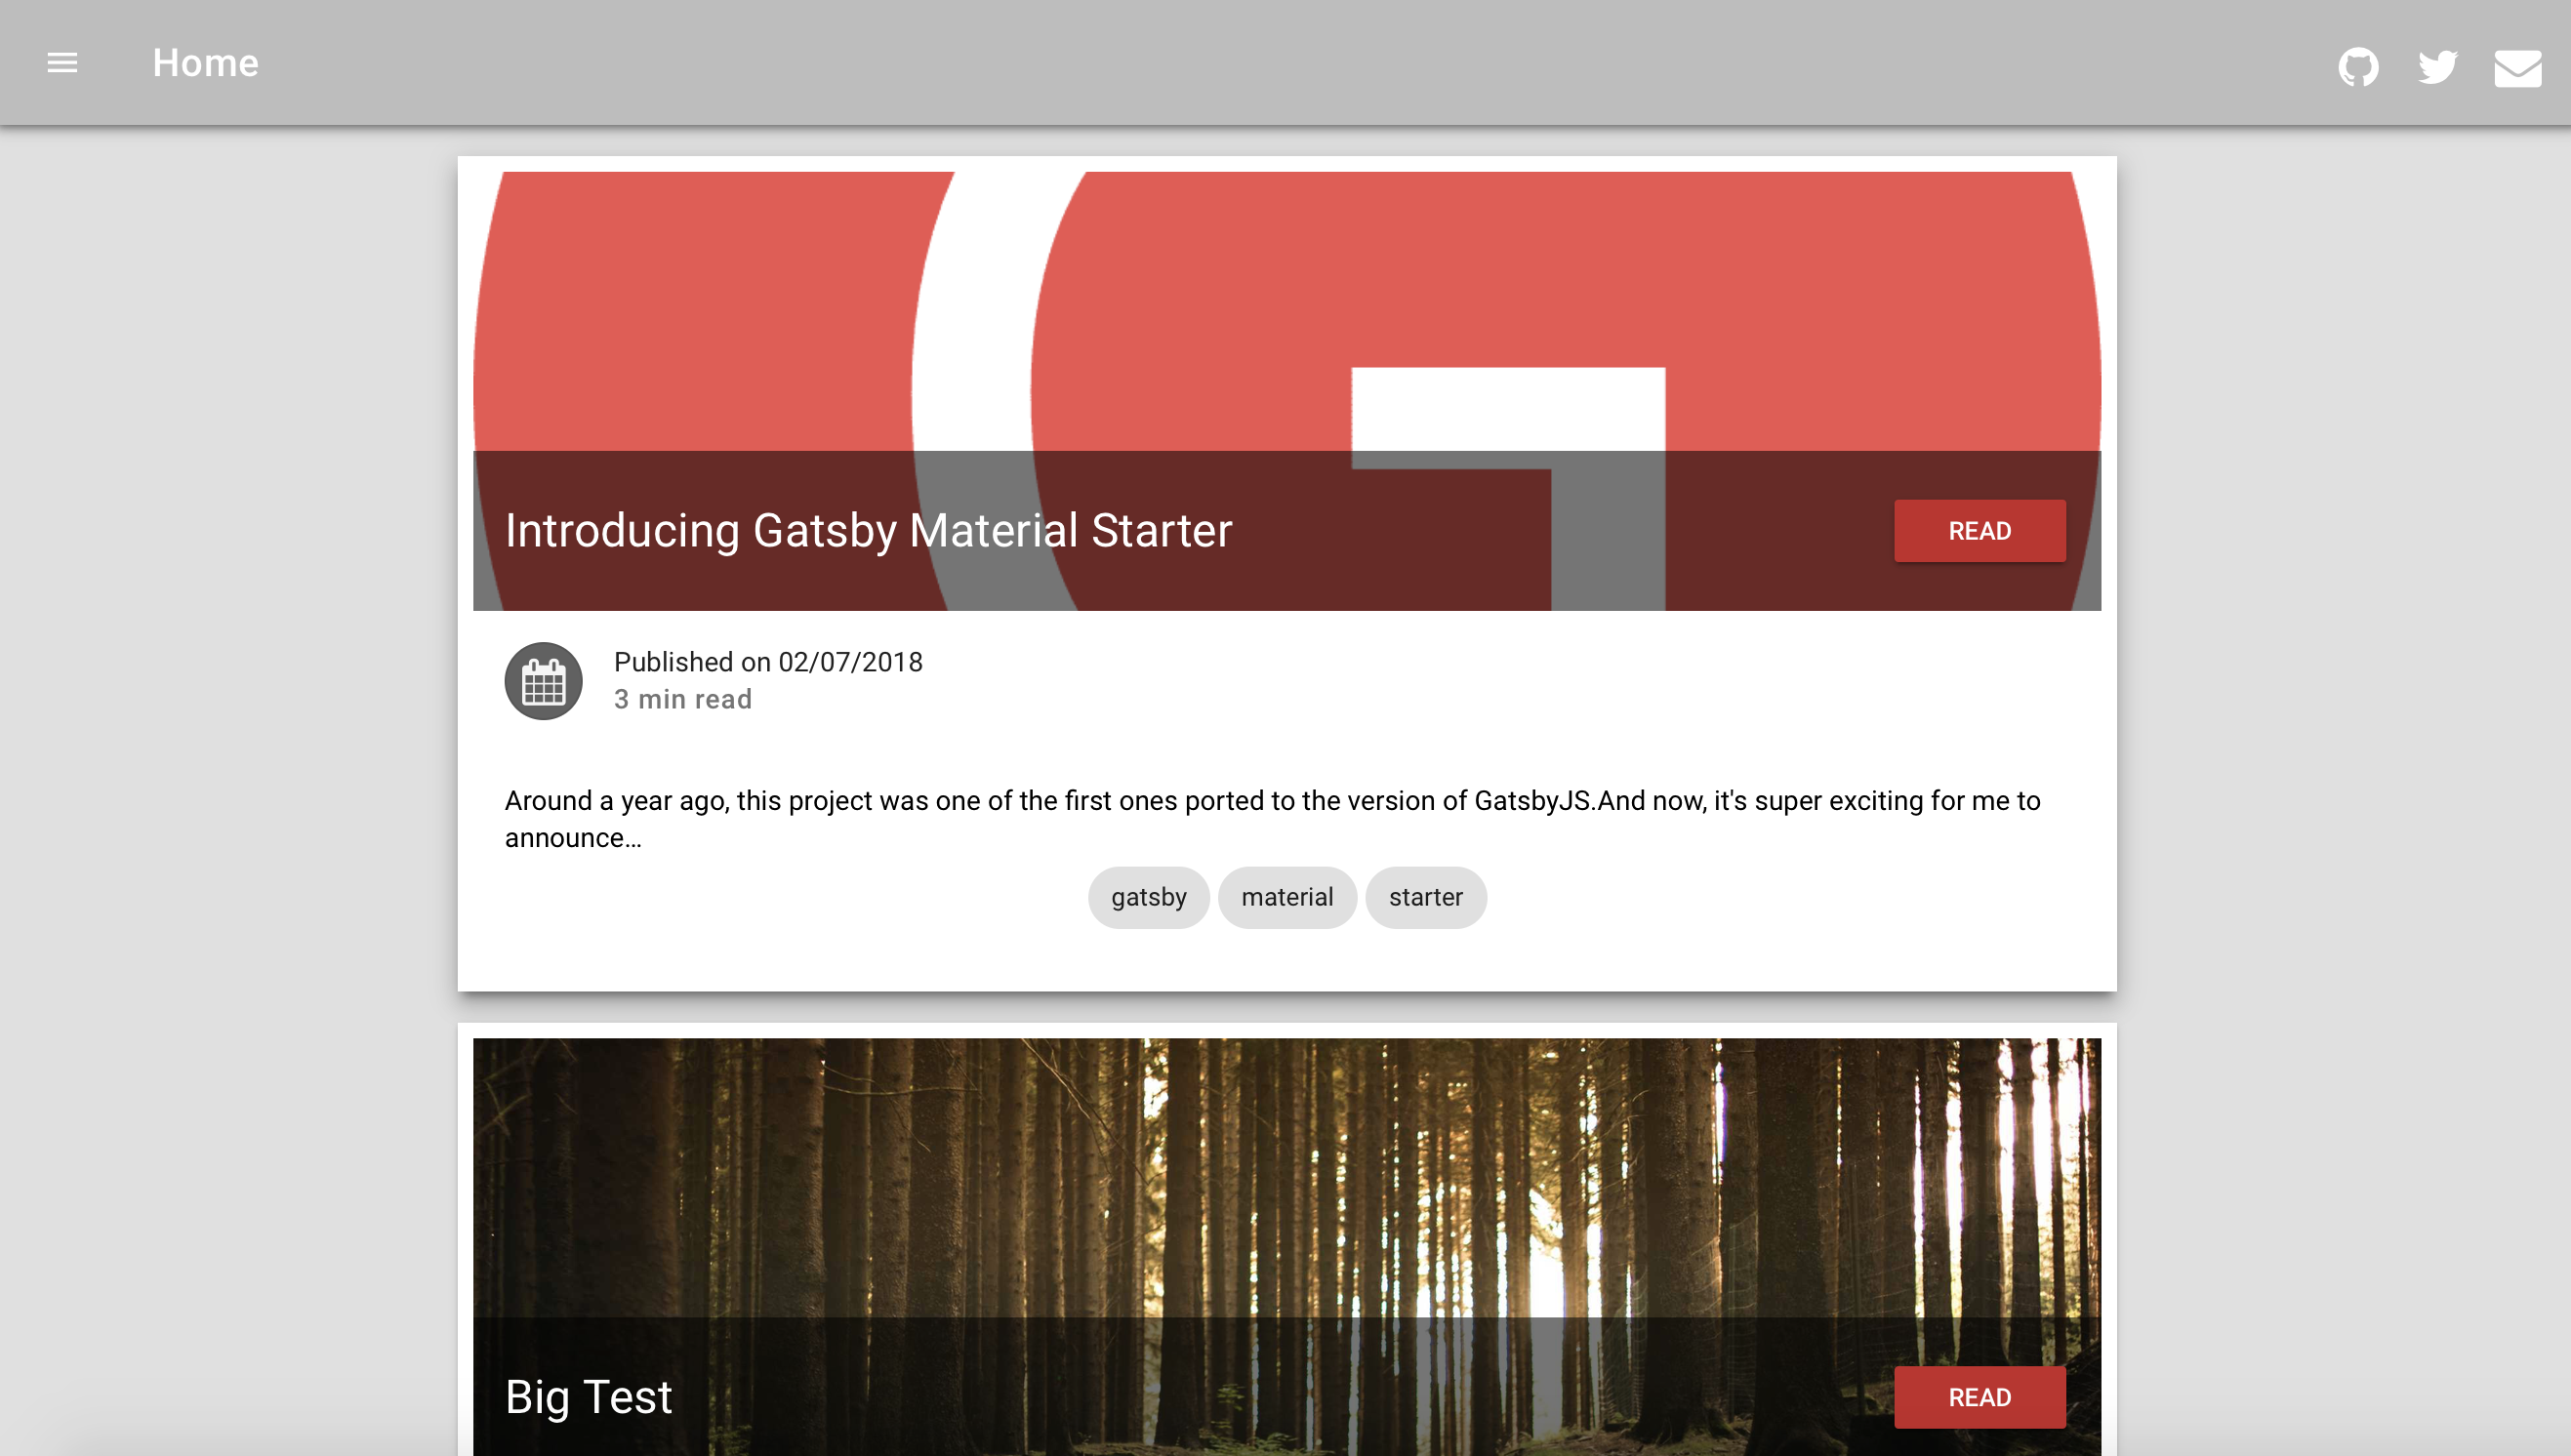 Home
Introducing Gatsby Material Starter
READ
Published on 02/07/2018
3 min read
Around a year ago, this project was one of the first ones ported to the version of GatsbyJS.And now, it's super exciting for me to
announce…
gatsby material starter
Big Test
READ